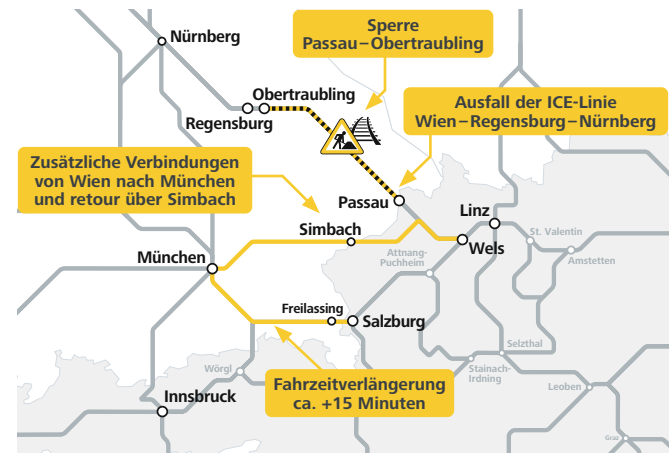 Sperre
Passau–Obertraubling
Nürnberg
Obertraubling
Regensburg
Ausfall der ICE-Linie
Wien–Regensburg–Nürnberg
Zusätzliche Verbindungen
von Wien nach München
und retour über Simbach
Passau
Linz
Simbach
St. Valentin
Wels
Attnang-
Puchheim
Amstetten
München
Freilassing
Salzburg
Selzthal
Wörgl
Stainach-
Irdning
Fahrzeitverlängerung
ca. +15 Minuten
Leoben
Innsbruck
Graz